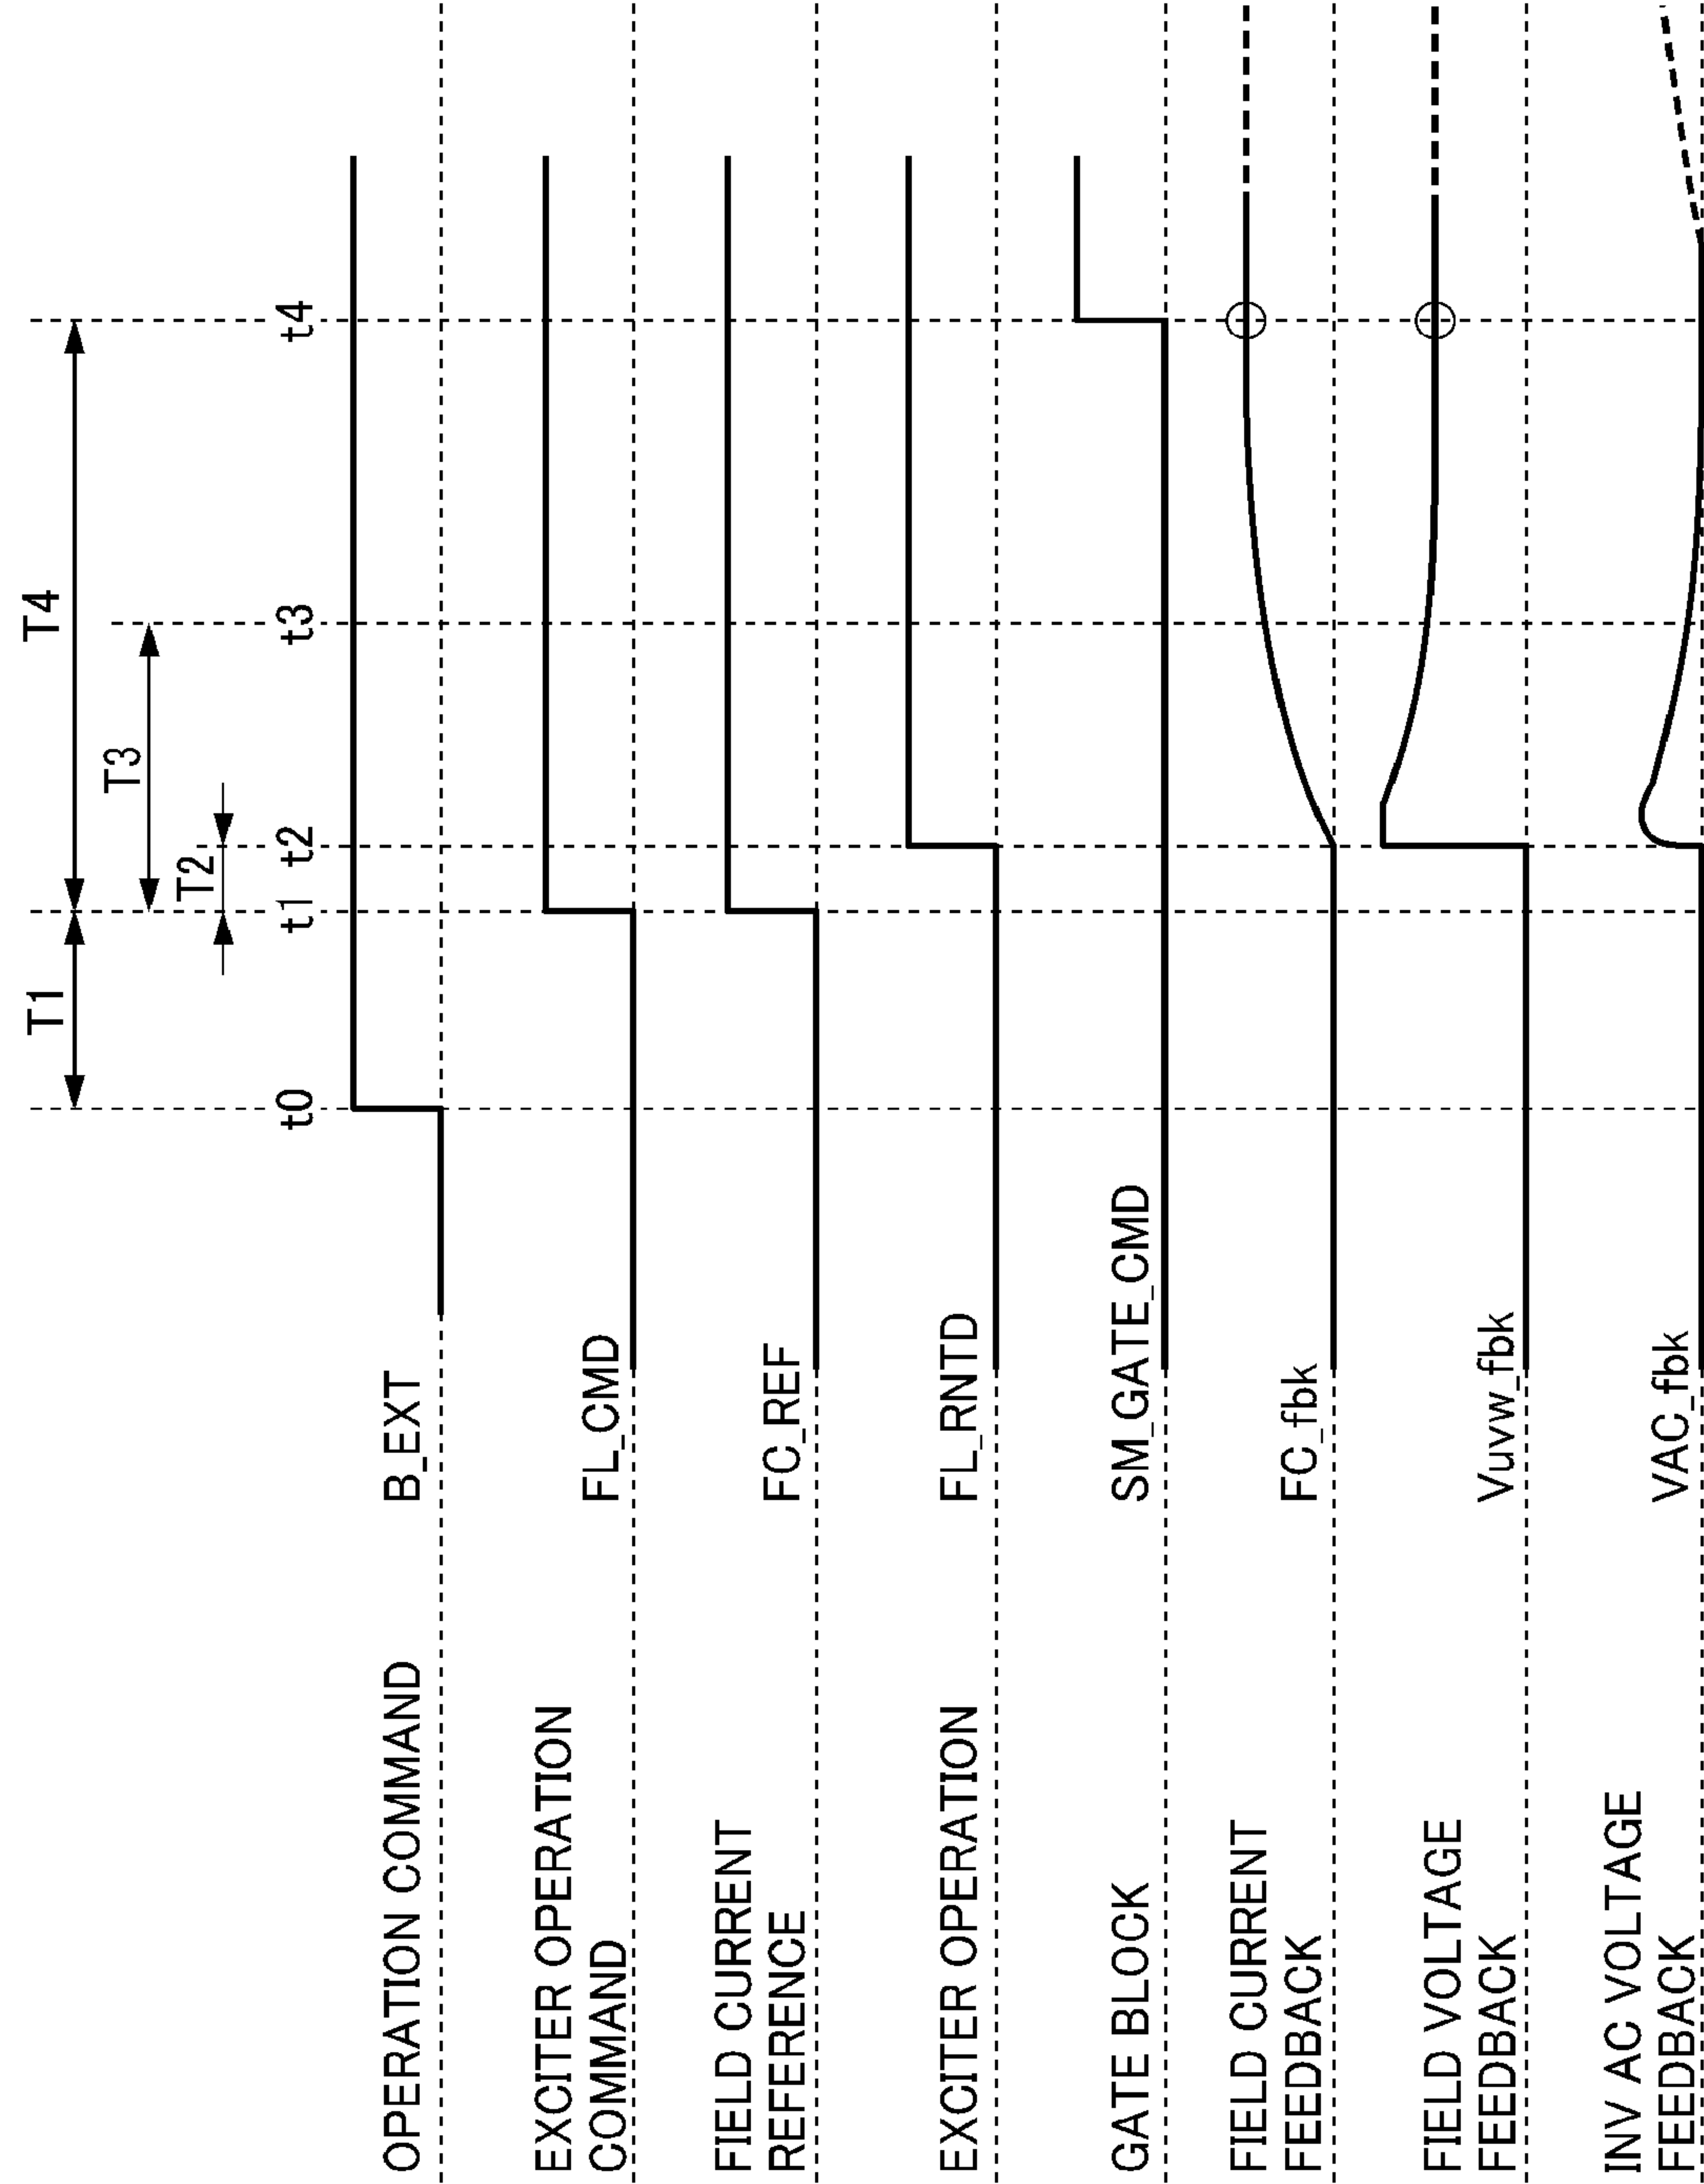 T1
T4
T3
T2
t0
t1
t2
t3
t4
OPERATION COMMAND B_EXT
EXCITER OPERATION
COMMAND
FL_CMD
FIELD CURRENT
REFERENCE
FC_REF
EXCITER OPERATION FL_RNTD
GATE BLOCK SM_GATE_CMD
FIELD CURRENT
FEEDBACK
FC_fbk
FIELD VOLTAGE
FEEDBACK
Vuvw_fbk
INV AC VOLTAGE
FEEDBACK
VAC_fbk